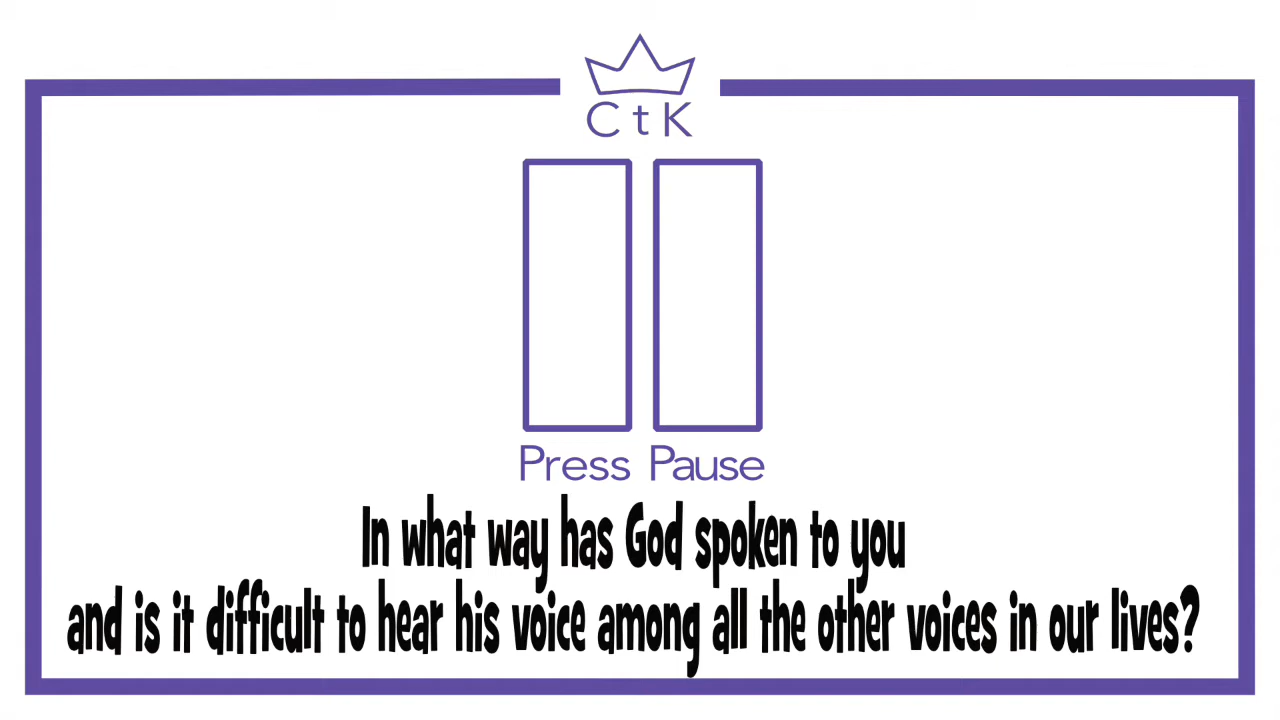 CtK
Press Pause
In what way has God spoken to you
and is it difficult to hear his voice among all the other voices in our lives?